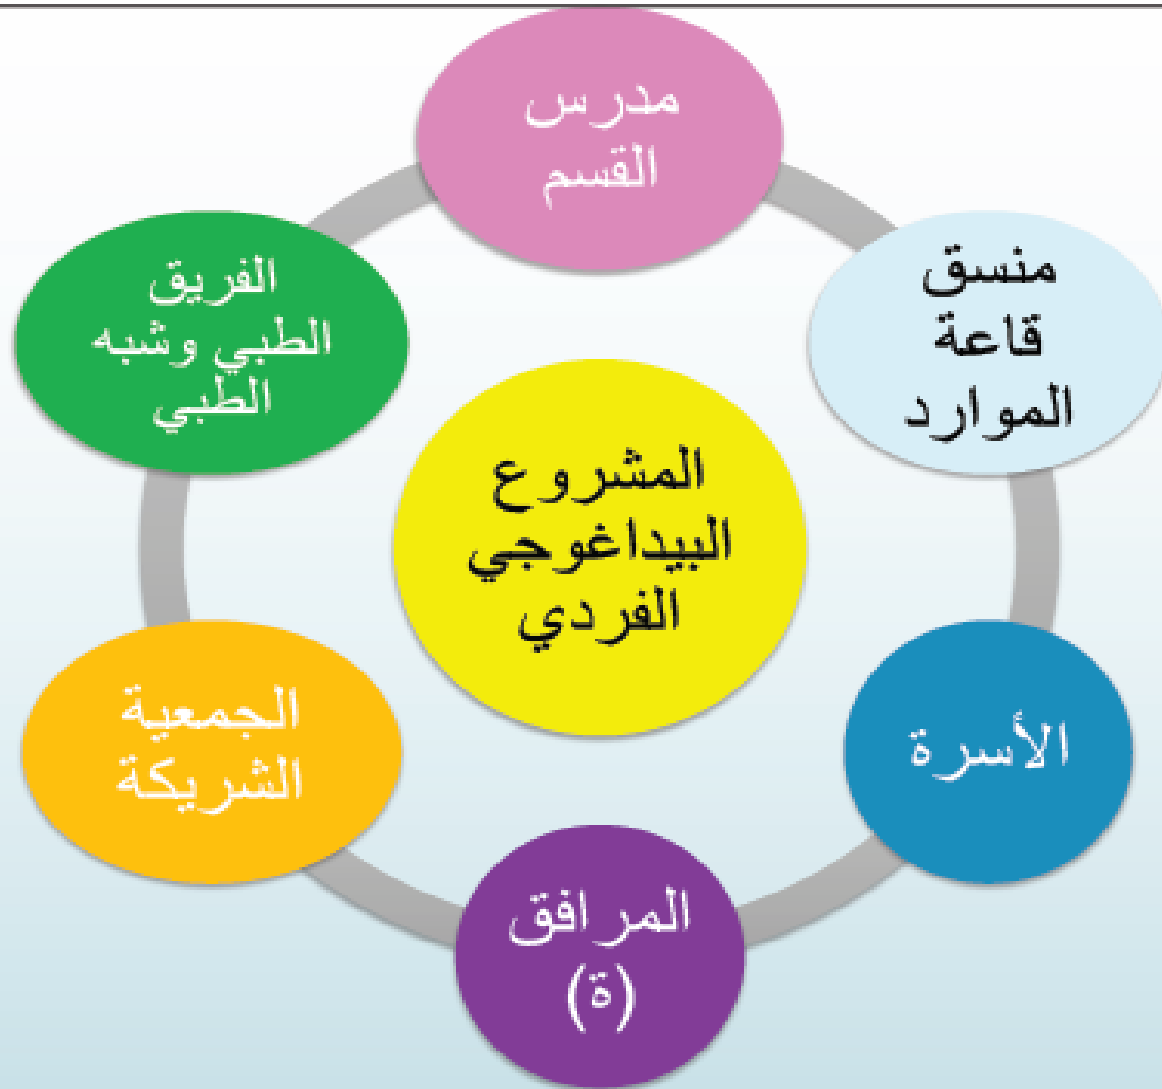 مدرس
القسم
منسق
قاعة
الموارد
الفريق
الطبي وشبه
الطبي
المشروع
البيداغوجي
الفردي
الأسرة
الجمعية
الشريكة
المرافق
(ة)